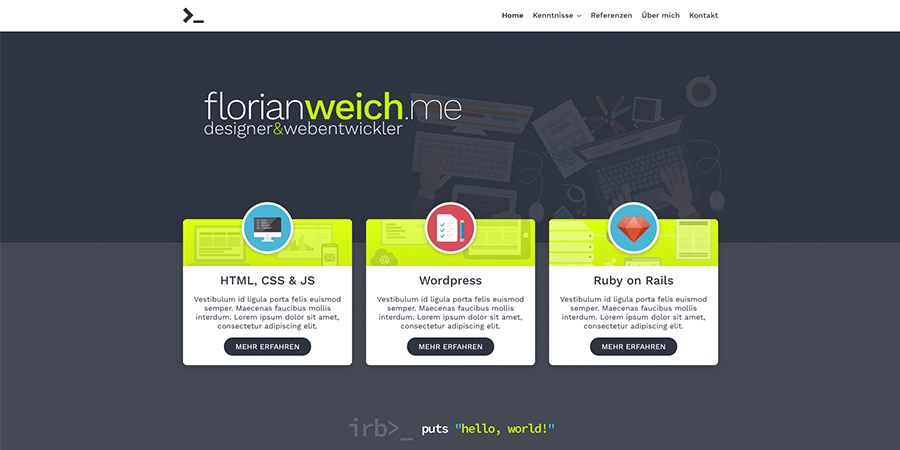 >_
Home Kenntnisse Referenzen Über mich Kontakt
florianweich.me
designer&webentwickler
HTML, CSS & JS
Vestibulum id ligula porta felis euismod
semper. Maecenas faucibus mollis
interdum. Lorem ipsum dolor sit amet,
consectetur adipiscing elit.
MEHR ERFAHREN
Wordpress
Vestibulum id ligula porta felis euismod
semper. Maecenas faucibus mollis
interdum. Lorem ipsum dolor sit amet,
consectetur adipiscing elit.
MEHR ERFAHREN
Ruby on Rails
Vestibulum id ligula porta felis euismod
semper. Maecenas faucibus mollis
interdum. Lorem ipsum dolor sit amet,
consectetur adipiscing elit.
MEHR ERFAHREN
irb>_ puts "hello, world!"